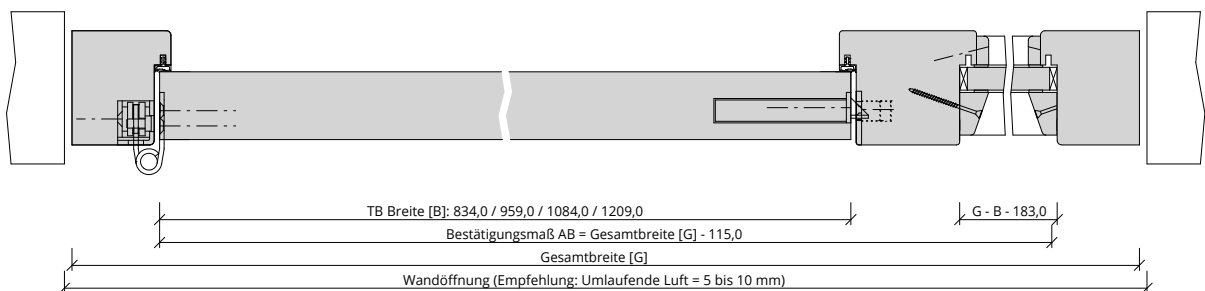 TB Breite [B]: 834,0 / 959,0 / 1084,0 / 1209,0
G - B - 183,0
Bestätigungsmaß AB = Gesamtbreite [G] - 115,0
Gesamtbreite [G]
Wandöffnung (Empfehlung: Umlaufende Luft = 5 bis 10 mm)